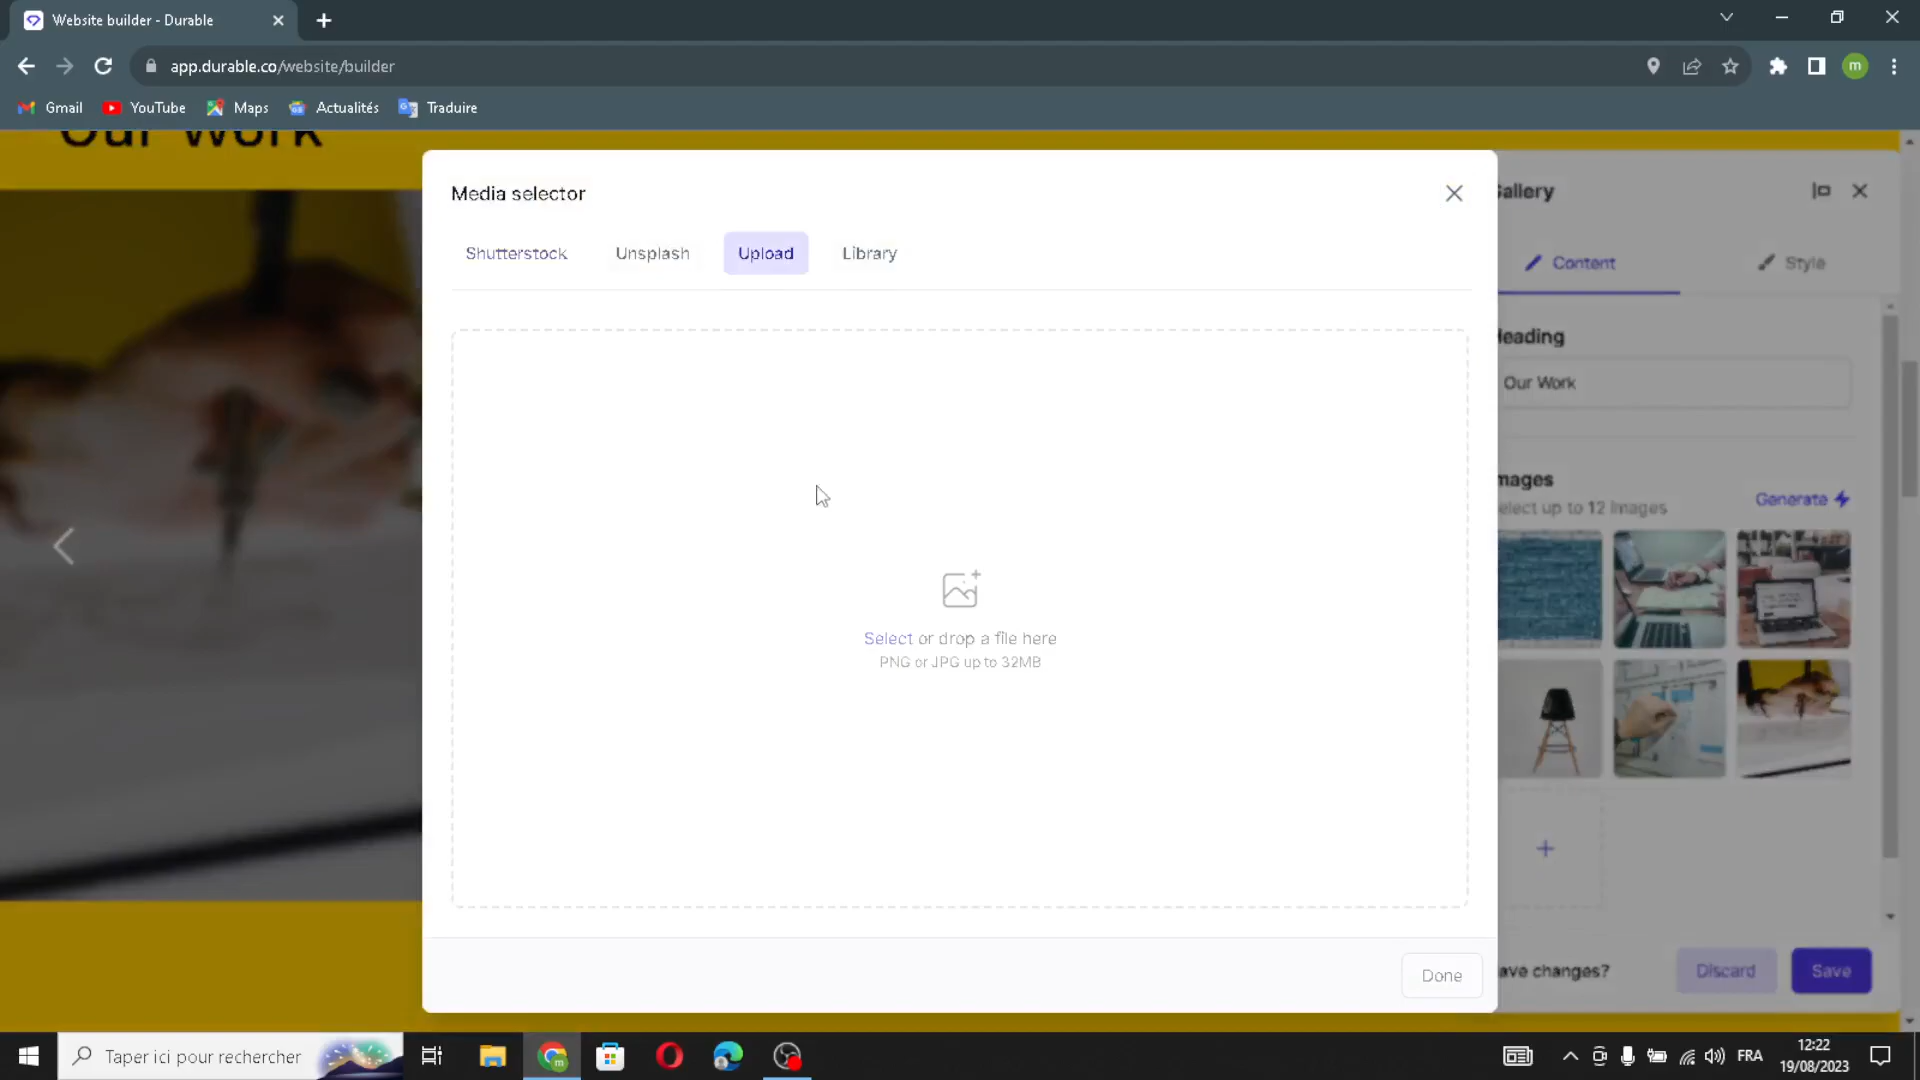 Website builder - Durable
app.durable.co/website/builder
m
Gmail
YouTube
Maps
Actualités
Traduire
Our Work
Media selector
Shutterstock
Unsplash
Upload
Library
Select or drop a file here
PNG or JPG up to 32MB
Done
Gallery
Content
Style
Heading
Our Work
Images
Select up to 12 images
Generate
ave changes?
Discard
Save
Taper ici pour rechercher
FRA
12:22
19/08/2023